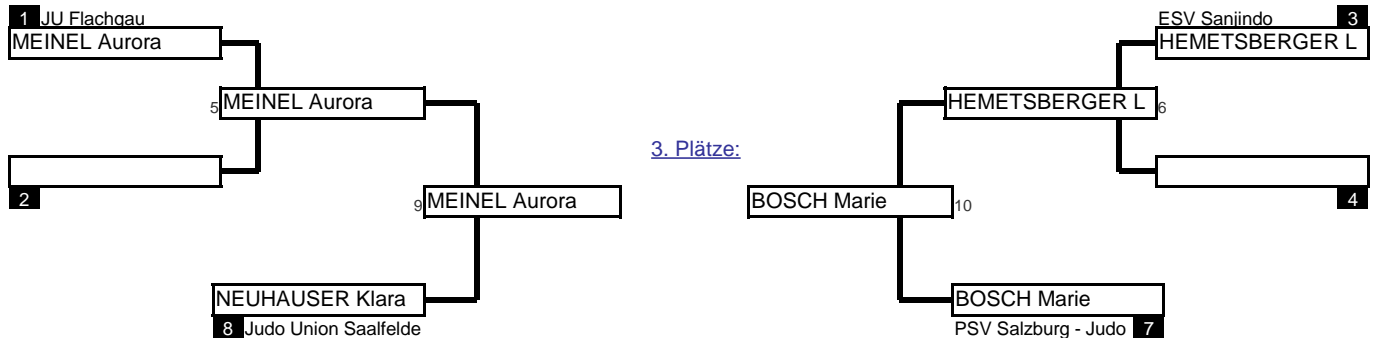 1 JU Flachgau
MEINEL Aurora
5 MEINEL Aurora
2
9 MEINEL Aurora
NEUHAUSER Klara
8 Judo Union Saalfelde
3. Plätze:
ESV Sanjindo 3
HEMETSBERGER L
HEMETSBERGER L 6
4
BOSCH Marie 10
BOSCH Marie
PSV Salzburg - Judo 7